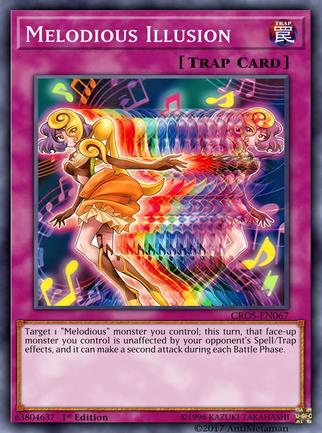 MELODIOUS ILLUSION
TRAP
罠
[TRAP CARD]
CROS-EN067
Target 1 "Melodious" monster you control; this turn, that face-up
monster you control is unaffected by your opponent's Spell/Trap
effects, and it can make a second attack during each Battle Phase.
63804637 1st Edition ©1996 KAZUKI TAKAHASHI
©2017 AntiMetaman